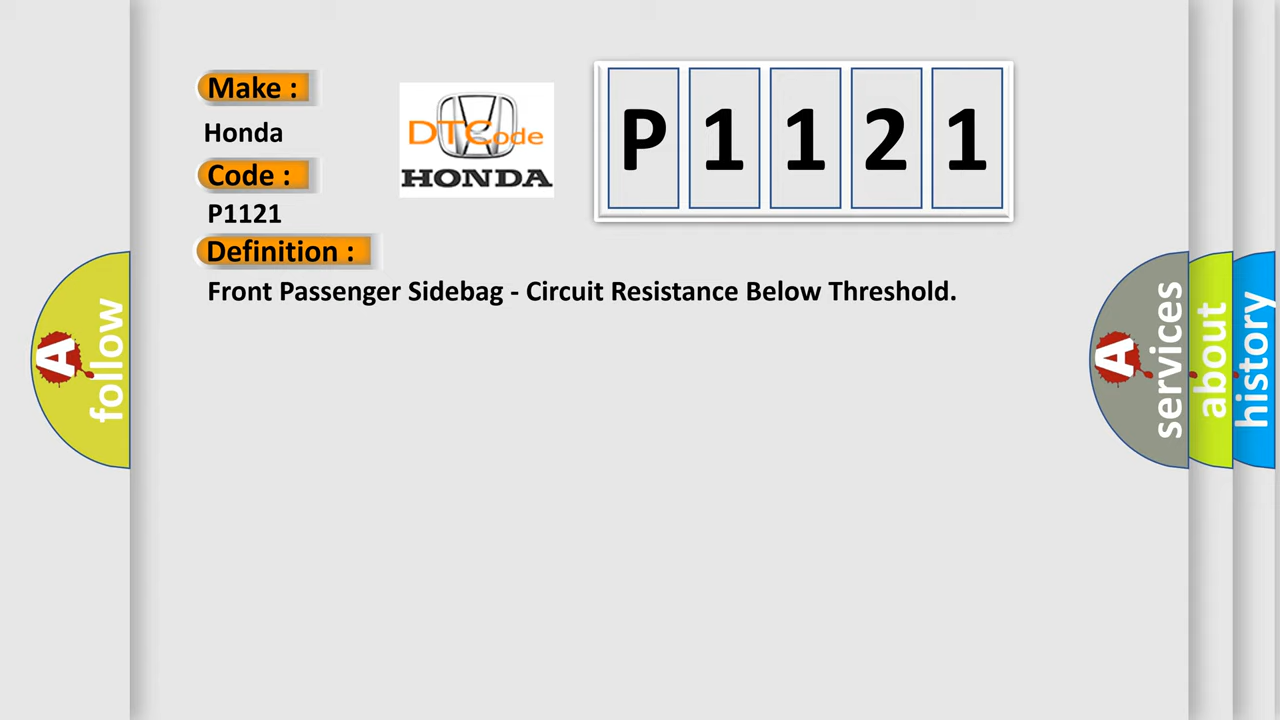 Make :
Honda
Code :
P1121
Definition :
Front Passenger Sidebag - Circuit Resistance Below Threshold.
DTCode
HONDA
P 1 1 2 1
A follow
A services
about
history